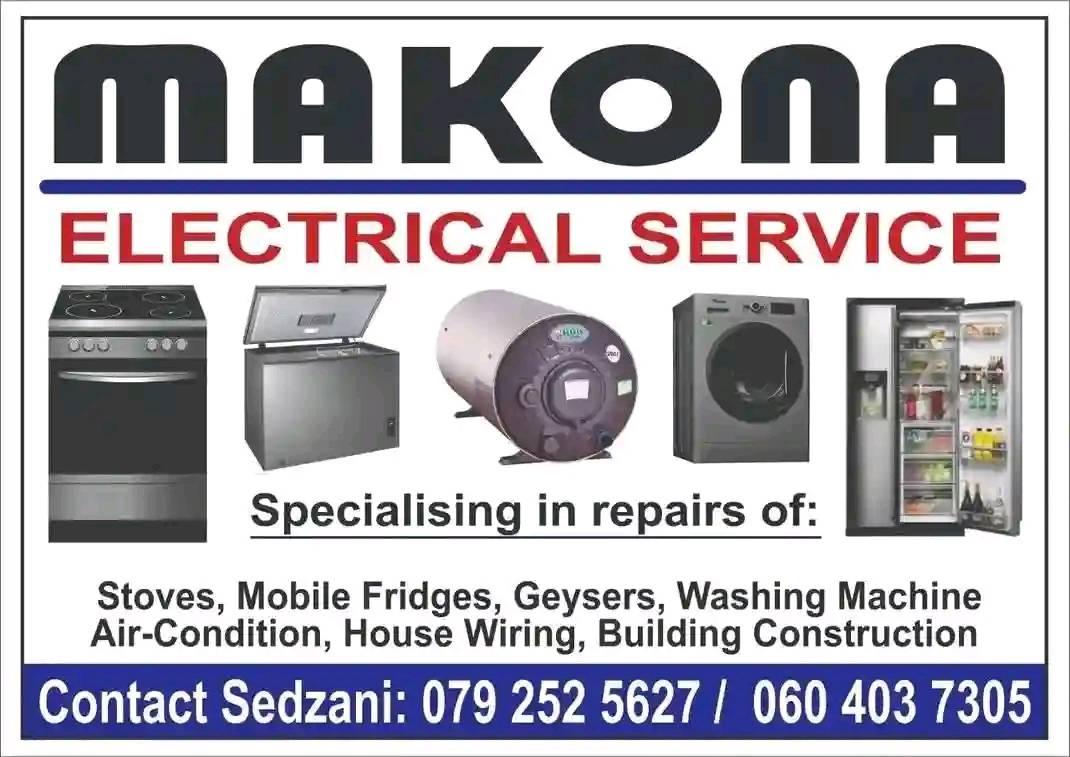 MAKONA
ELECTRICAL SERVICE
Specialising in repairs of:
Stoves, Mobile Fridges, Geysers, Washing Machine
Air-Condition, House Wiring, Building Construction
Contact Sedzani: 079 252 5627 / 060 403 7305